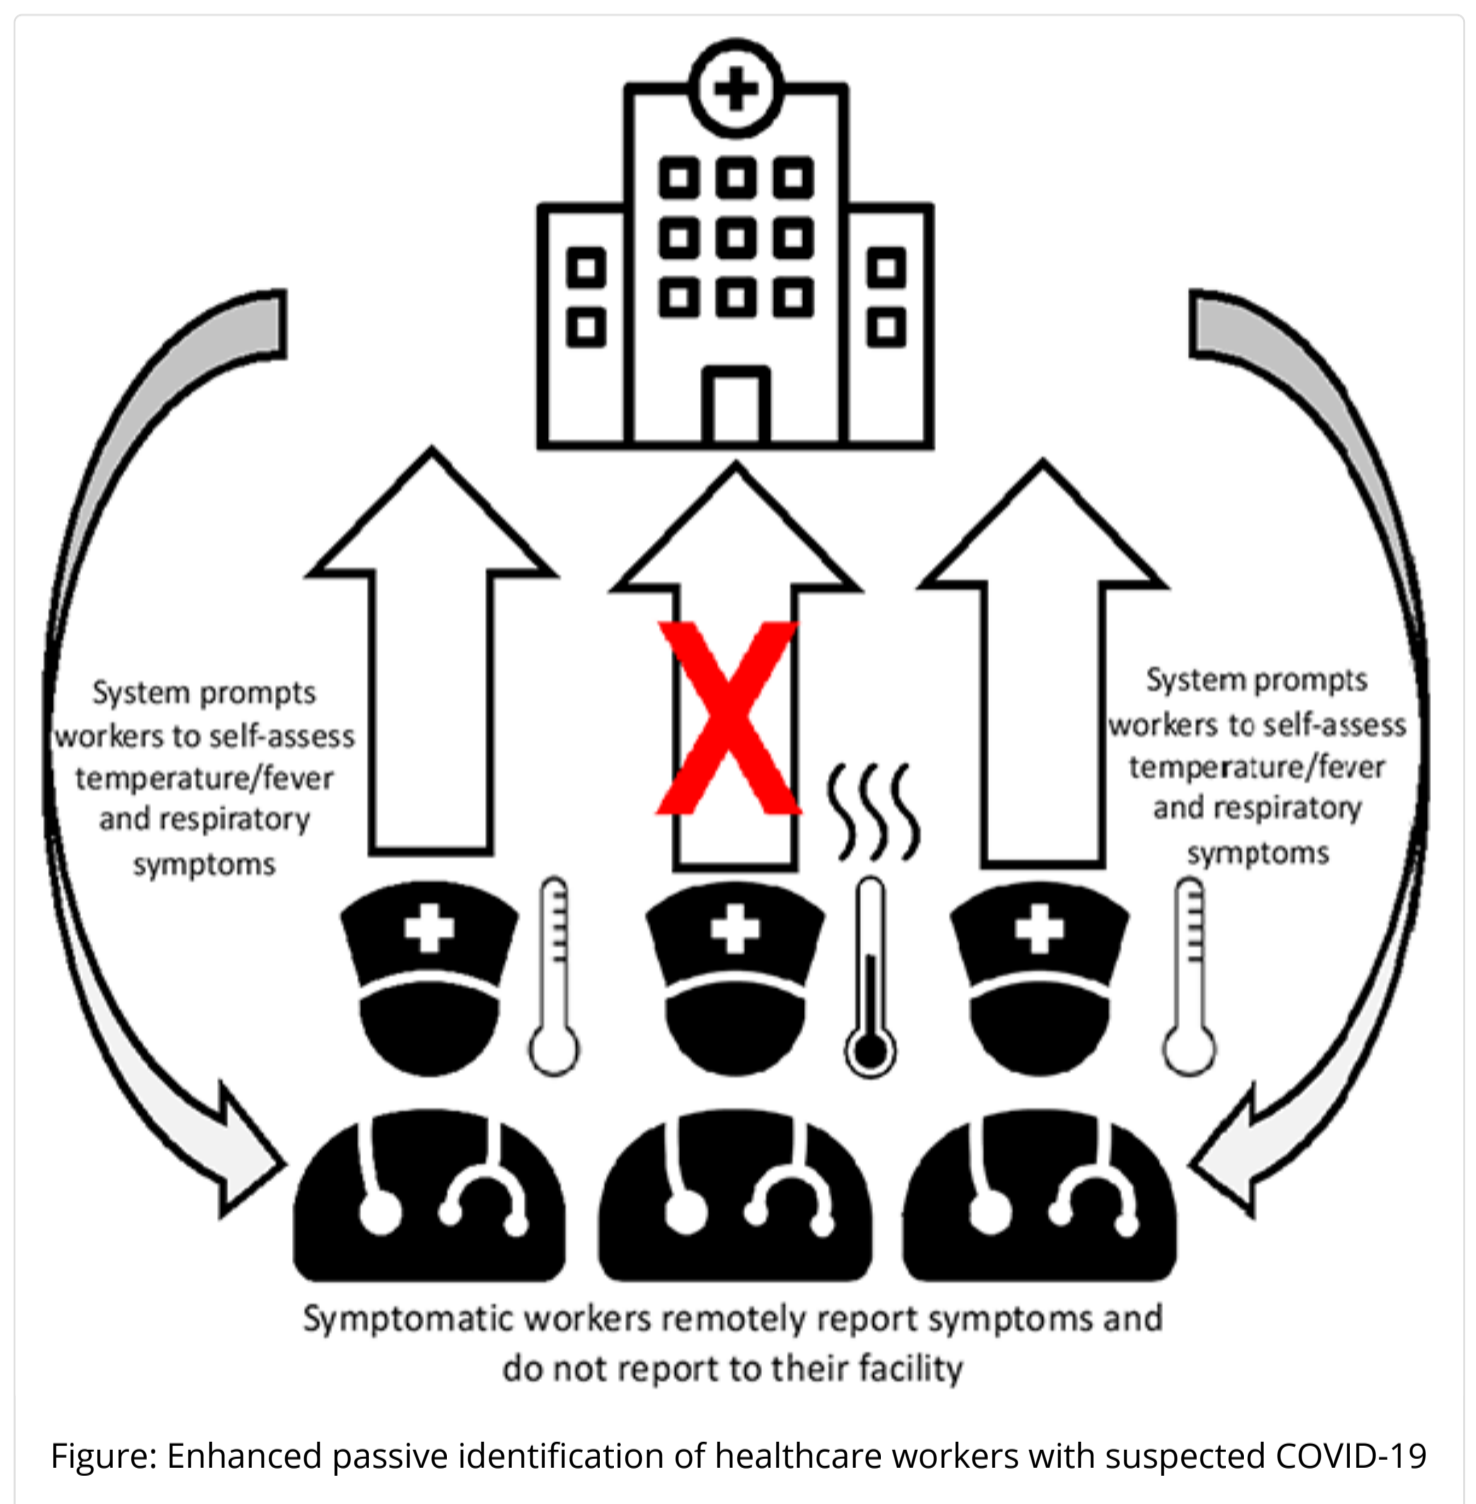 System prompts
workers to self-assess
temperature/fever
and respiratory
symptoms
System prompts
workers to self-assess
temperature/fever
and respiratory
symptoms
X
Symptomatic workers remotely report symptoms and
do not report to their facility
Figure: Enhanced passive identification of healthcare workers with suspected COVID-19